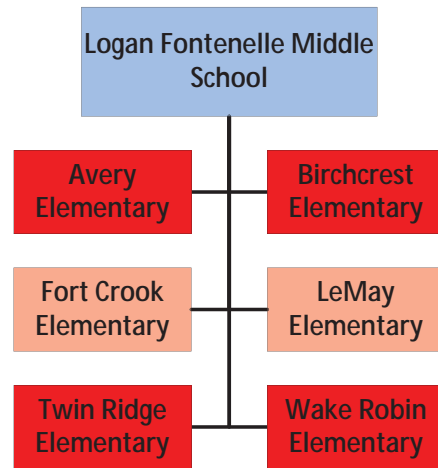 Logan Fontenelle Middle
School
Avery
Elementary
Birchcrest
Elementary
Fort Crook
Elementary
LeMay
Elementary
Twin Ridge
Elementary
Wake Robin
Elementary